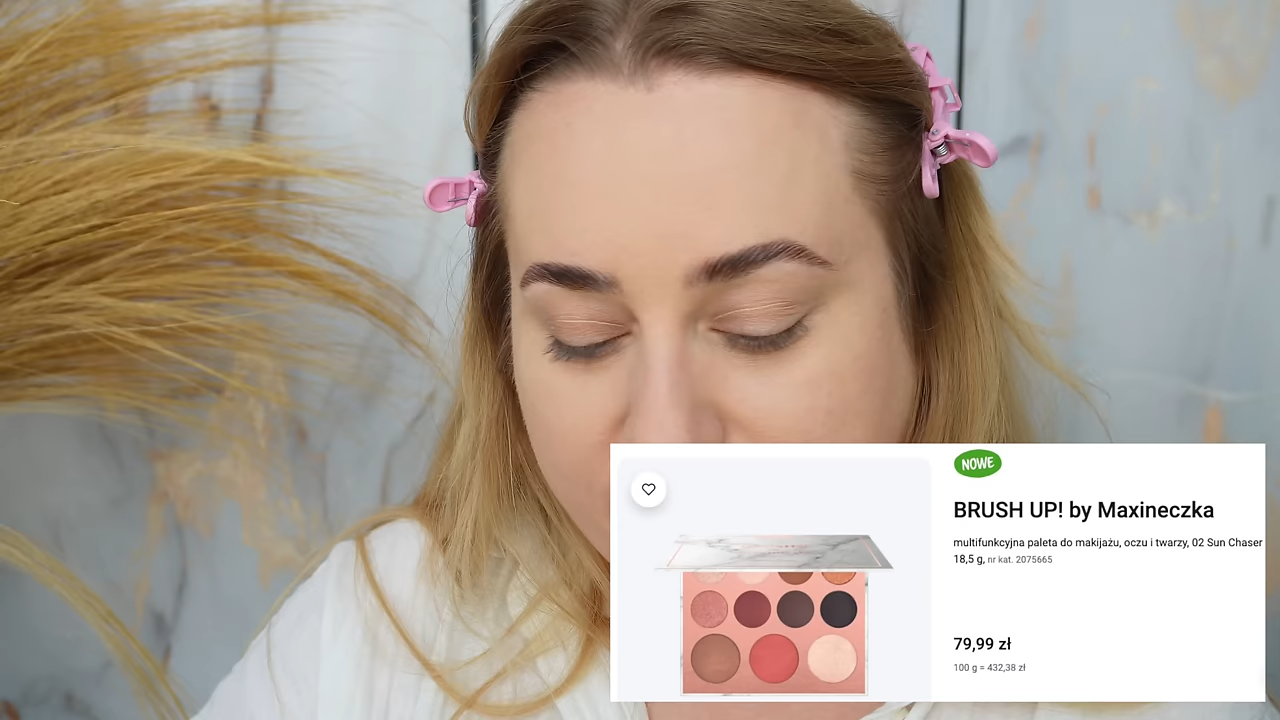 NOWE
BRUSH UP! by Maxineczka
multifunkcyjna paleta do makijażu, oczu i twarzy, 02 Sun Chaser
18,5 g, nr kat. 2075665
79,99 zł
100 g = 432,38 zł